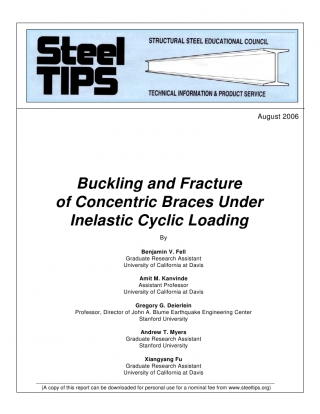 Steel
TIPS
STRUCTURAL STEEL EDUCATIONAL COUNCIL
TECHNICAL INFORMATION & PRODUCT SERVICE
August 2006
Buckling and Fracture
of Concentric Braces Under
Inelastic Cyclic Loading
By
Benjamin V. Fell
Graduate Research Assistant
University of California at Davis
Amit M. Kanvinde
Assistant Professor
University of California at Davis
Gregory G. Deierlein
Professor, Director of John A. Blume Earthquake Engineering Center
Stanford University
Andrew T. Myers
Graduate Research Assistant
Stanford University
Xiangyang Fu
Graduate Research Assistant
University of California at Davis
(A copy of this report can be downloaded for personal use for a nominal fee from www.steeltips.org)